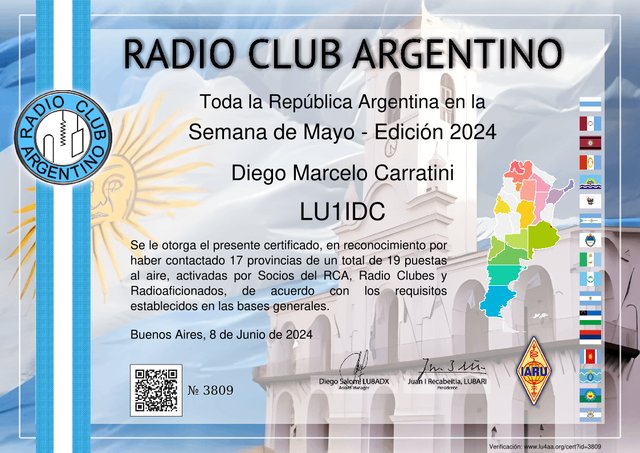 RADIO CLUB ARGENTINO
RADIO CLUB
ARGENTINO
Toda la República Argentina en la
Semana de Mayo - Edición 2024
Diego Marcelo Carratini
LU1IDC
Se le otorga el presente certificado, en reconocimiento por
haber contactado 17 provincias de un total de 19 puestas
al aire, activadas por Socios del RCA, Radio Clubes y
Radioaficionados, de acuerdo con los requisitos
establecidos en las bases generales.
Buenos Aires, 8 de Junio de 2024
№ 3809
Diego Salomé LU8ADX
Award Manager
Juan I Recabeitia, LU8ARI
Presidente
IARU
Verificación: www.lu4aa.org/cert?id=3809